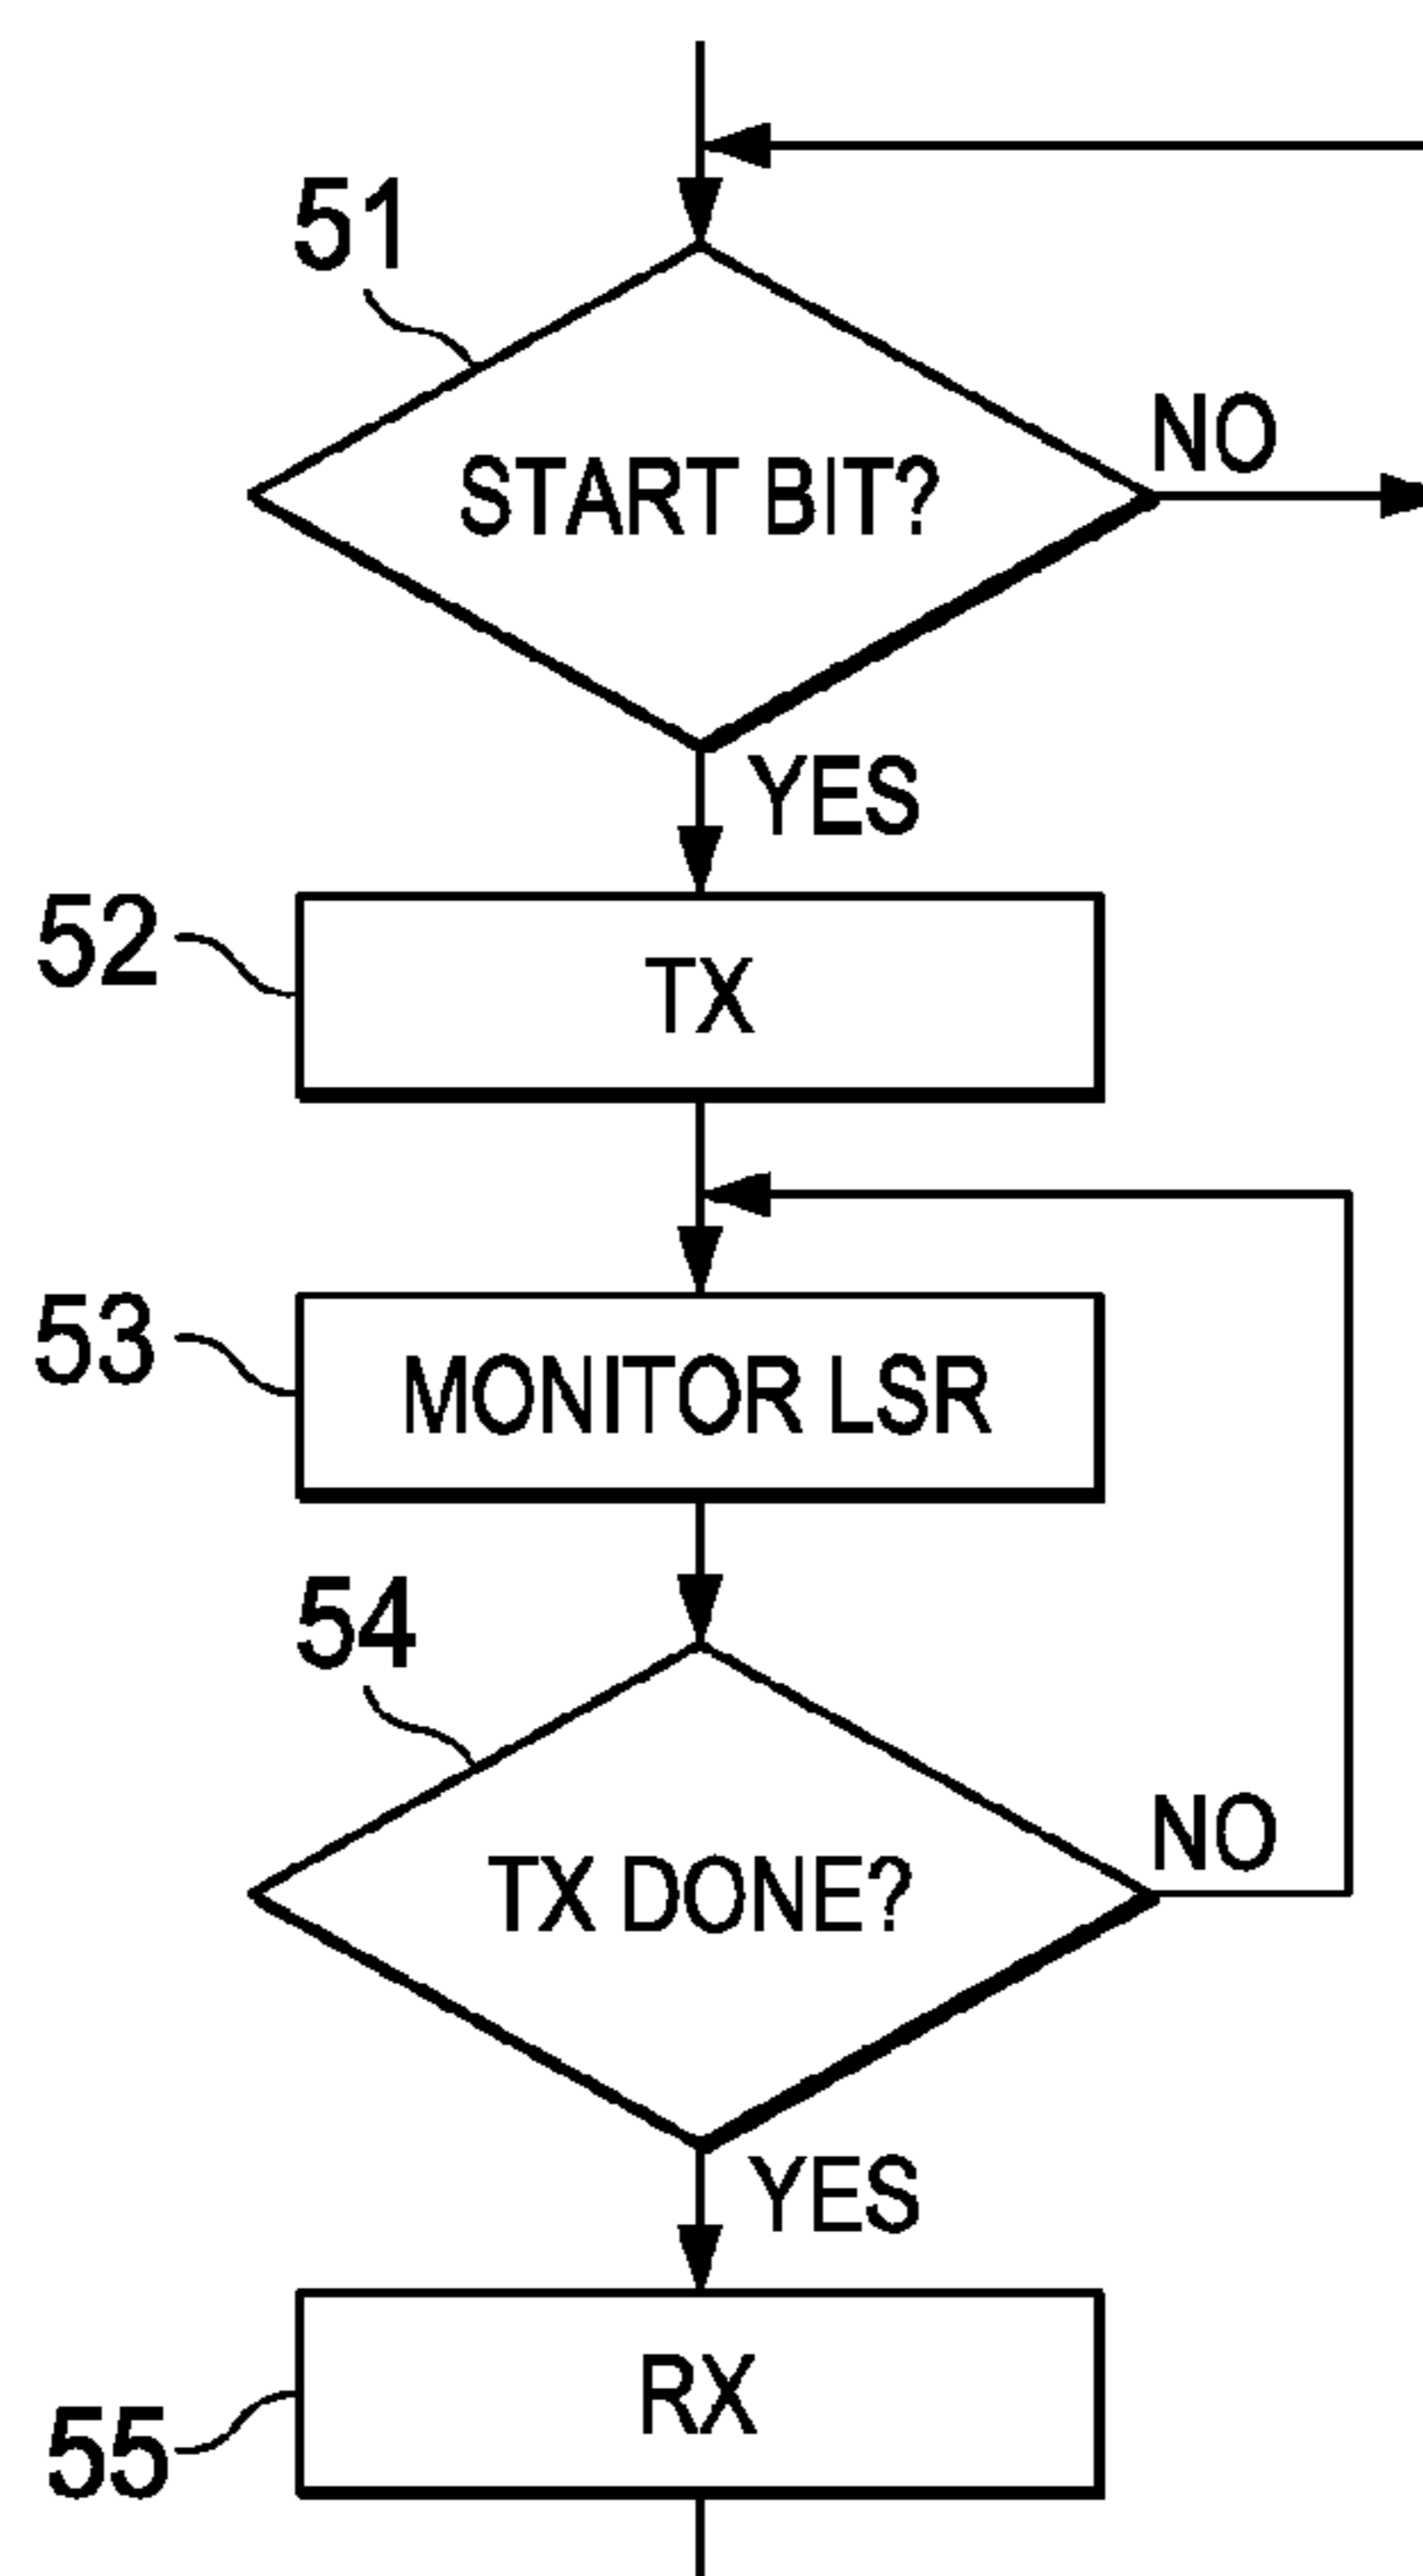 51
START BIT?
NO
YES
52
TX
53
MONITOR LSR
54
TX DONE?
NO
YES
RX
55